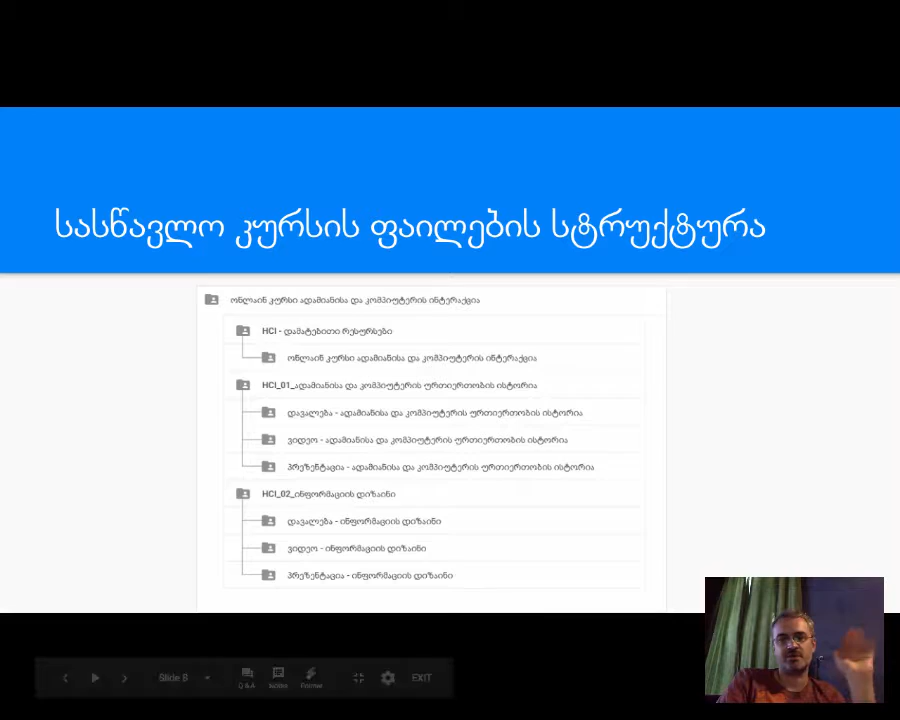 სასწავლო კურსის ფაილების სტრუქტურა
ონლაინ კურსი ადამიანისა და კომპიუტერის ინტერაქცია
HCI - დამატებითი რესურსები
ონლაინ კურსი ადამიანისა და კომპიუტერის ინტერაქცია
HCI_01_ადამიანისა და კომპიუტერის ურთიერთობის ისტორია
დავალება - ადამიანისა და კომპიუტერის ურთიერთობის ისტორია
ვიდეო - ადამიანისა და კომპიუტერის ურთიერთობის ისტორია
პრეზენტაცია - ადამიანისა და კომპიუტერის ურთიერთობის ისტორია
HCI_02_ინფორმაციის დიზაინი
დავალება - ინფორმაციის დიზაინი
ვიდეო - ინფორმაციის დიზაინი
პრეზენტაცია - ინფორმაციის დიზაინი
Slide 8
Q & A
Notes
Pointer
EXIT